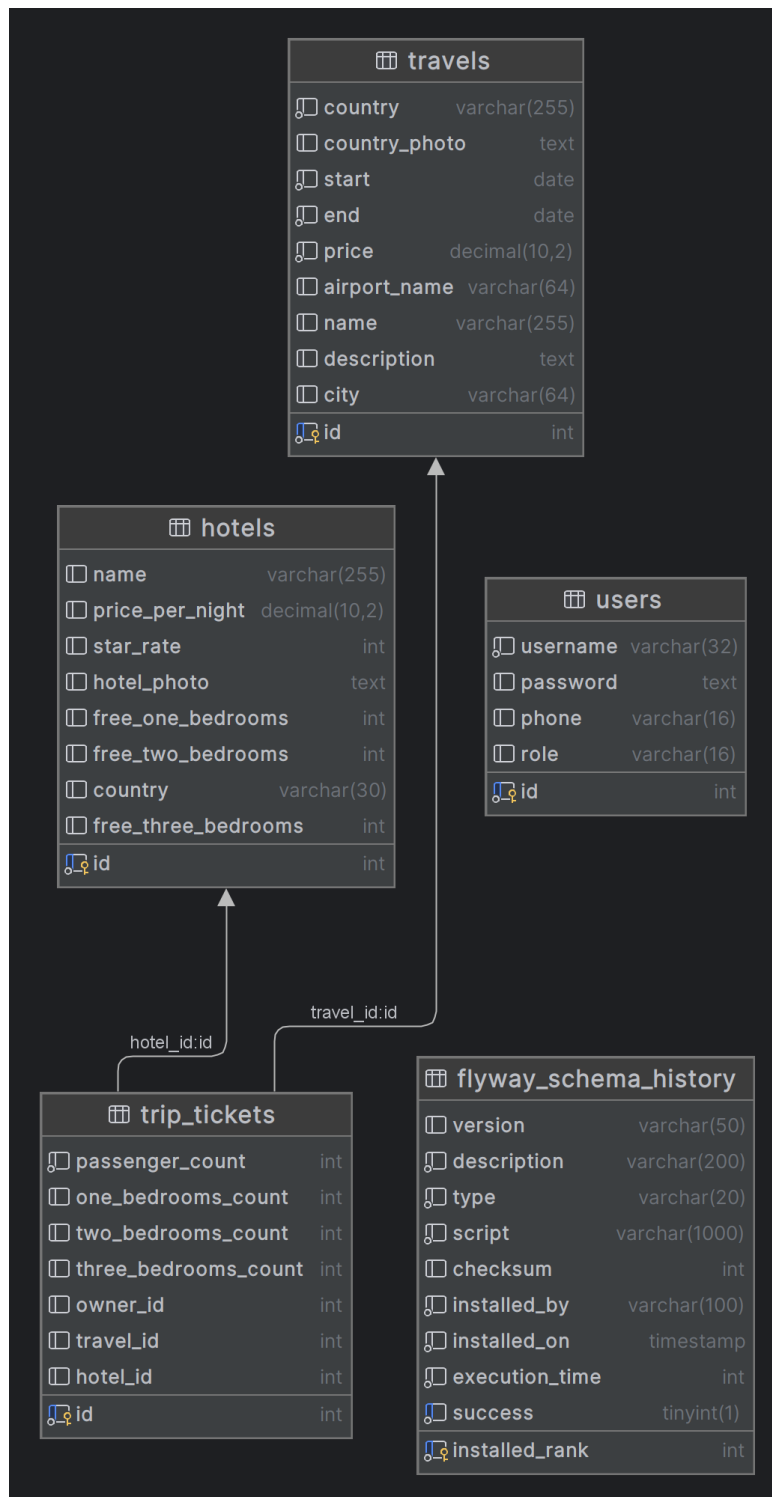 travels
country varchar(255)
country_photo text
start date
end date
price decimal(10,2)
airport_name varchar(64)
name varchar(255)
description text
city varchar(64)
id int
hotels
name varchar(255)
price_per_night decimal(10,2)
star_rate int
hotel_photo text
free_one_bedrooms int
free_two_bedrooms int
country varchar(30)
free_three_bedrooms int
id int
users
username varchar(32)
password text
phone varchar(16)
role varchar(16)
id int
travel_id:id
hotel_id:id
trip_tickets
passenger_count int
one_bedrooms_count int
two_bedrooms_count int
three_bedrooms_count int
owner_id int
travel_id int
hotel_id int
id int
flyway_schema_history
version varchar(50)
description varchar(200)
type varchar(20)
script varchar(1000)
checksum int
installed_by varchar(100)
installed_on timestamp
execution_time int
success tinyint(1)
installed_rank int